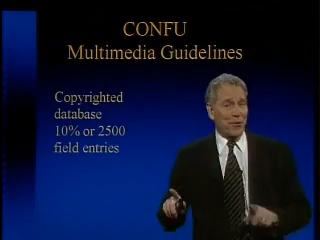 CONFU
Multimedia Guidelines
Copyrighted
database
10% or 2500
field entries